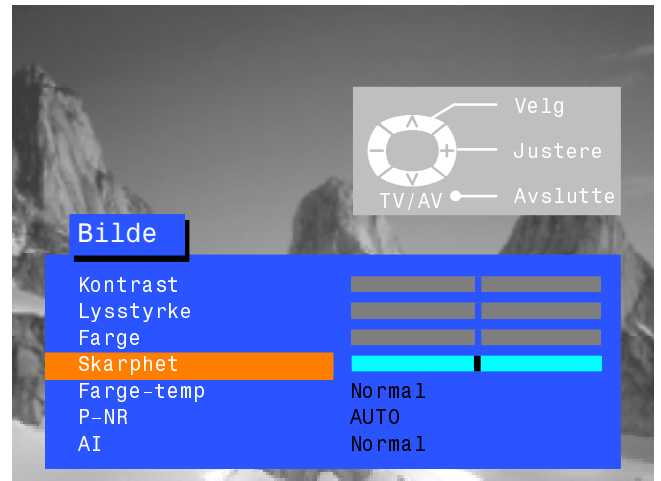 Velg
Justere
TV/AV Avslutte
Bilde
Kontrast
Lysstyrke
Farge
Skarphet
Farge-temp Normal
P-NR AUTO
AI Normal